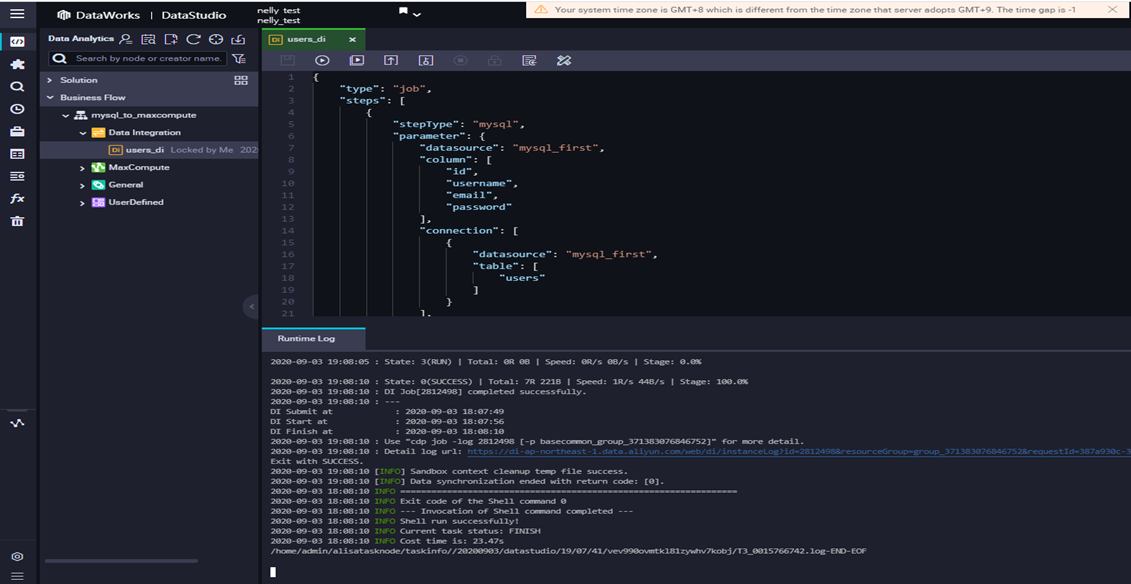 DataWorks | DataStudio
nelly_test
nelly_test
Your system time zone is GMT+8 which is different from the time zone that server adopts GMT+9. The time gap is -1
Data Analytics
Search by node or creator name.
Solution
Business Flow
mysql_to_maxcompute
Data Integration
Di users_di Locked by Me 202
MaxCompute
General
UserDefined
Di users_di
1 {
2 "type": "job",
3 "steps": [
4 {
5 "stepType": "mysql",
6 "parameter": {
7 "datasource": "mysql_first",
8 "column": [
9 "id",
10 "username",
11 "email",
12 "password"
13 ],
14 "connection": [
15 {
16 "datasource": "mysql_first",
17 "table": [
18 "users"
19 ]
20 }
21 ],
Runtime Log
2020-09-03 19:08:05 : State: 3(RUN) | Total: 0R 0B | Speed: 0R/s 0B/s | Stage: 0.0%
2020-09-03 19:08:10 : State: 0(SUCCESS) | Total: 7R 221B | Speed: 1R/s 44B/s | Stage: 100.0%
2020-09-03 19:08:10 : DI Job[2812498] completed successfully.
2020-09-03 19:08:10 : ---
DI Submit at : 2020-09-03 18:07:49
DI Start at : 2020-09-03 18:07:56
DI Finish at : 2020-09-03 18:08:10
2020-09-03 19:08:10 : Use "cdp job -log 2812498 [-p basecommon_group_371383076846752]" for more detail.
2020-09-03 19:08:10 : Detail log url: https://di-ap-northeast-1.data.aliyun.com/web/di/instanceLog?id=2812498&resourceGroup=group_371383076846752&requestId=387a930c-3
Exit with SUCCESS.
2020-09-03 19:08:10 [INFO] Sandbox context cleanup temp file success.
2020-09-03 19:08:10 [INFO] Data synchronization ended with return code: [0].
2020-09-03 18:08:10 INFO =================================================================
2020-09-03 18:08:10 INFO Exit code of the Shell command 0
2020-09-03 18:08:10 INFO --- Invocation of Shell command completed ---
2020-09-03 18:08:10 INFO Shell run successfully!
2020-09-03 18:08:10 INFO Current task status: FINISH
2020-09-03 18:08:10 INFO Cost time is: 23.47s
/home/admin/alisatasknode/taskinfo//20200903/datastudio/19/07/41/vev990ovmtkl81zywhv7kobj/T3_0015766742.log-END-EOF